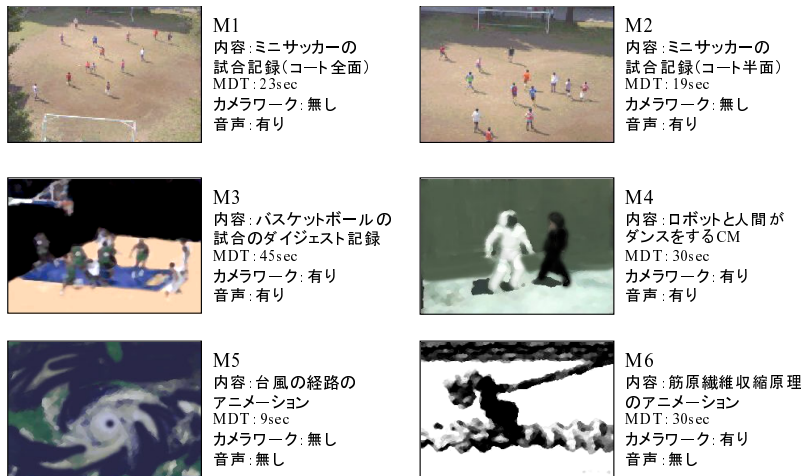 M1
内容：ミニサッカーの
試合記録（コート全面）
MDT：23sec
カメラワーク：無し
音声：有り
M2
内容：ミニサッカーの
試合記録（コート半面）
MDT：19sec
カメラワーク：無し
音声：有り
M3
内容：バスケットボールの
試合のダイジェスト記録
MDT：45sec
カメラワーク：有り
音声：有り
M4
内容：ロボットと人間が
ダンスをするCM
MDT：30sec
カメラワーク：有り
音声：有り
M5
内容：台風の経路の
アニメーション
MDT：9sec
カメラワーク：無し
音声：無し
M6
内容：筋原繊維収縮原理
のアニメーション
MDT：30sec
カメラワーク：有り
音声：無し